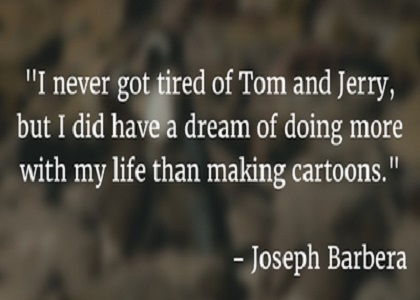 "I never got tired of Tom and Jerry,
but I did have a dream of doing more
with my life than making cartoons."
– Joseph Barbera